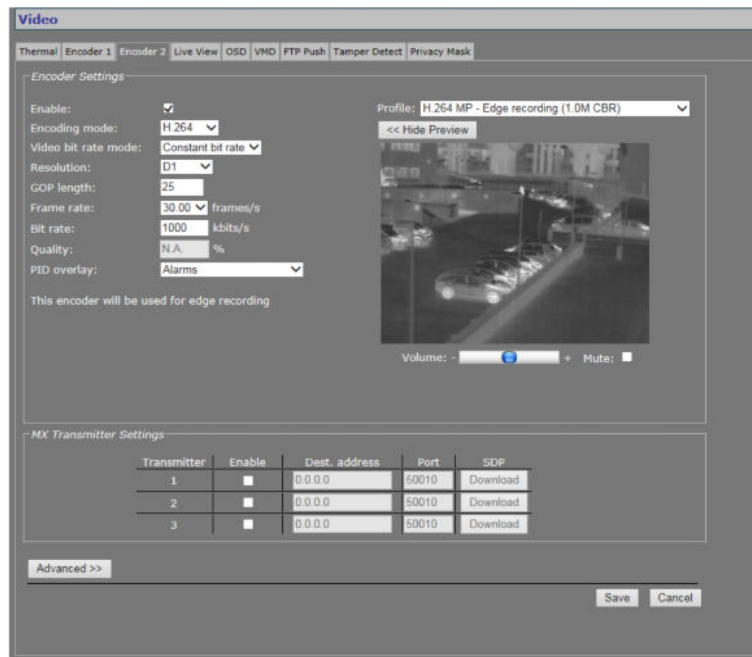 Video
Thermal Encoder 1 Encoder 2 Live View OSD VMD FTP Push Tamper Detect Privacy Mask
Encoder Settings
Enable:
Encoding mode: H.264
Video bit rate mode: Constant bit rate
Resolution: D1
GOP length: 25
Frame rate: 30.00 frames/s
Bit rate: 1000 kbits/s
Quality: N.A. %
PID overlay: Alarms
This encoder will be used for edge recording
Profile: H.264 MP - Edge recording (1.0M CBR)
<< Hide Preview
Volume: - + Mute:
MX Transmitter Settings
Transmitter Enable Dest. address Port SDP
1 0.0.0.0 50010 Download
2 0.0.0.0 50010 Download
3 0.0.0.0 50010 Download
Advanced >>
Save Cancel